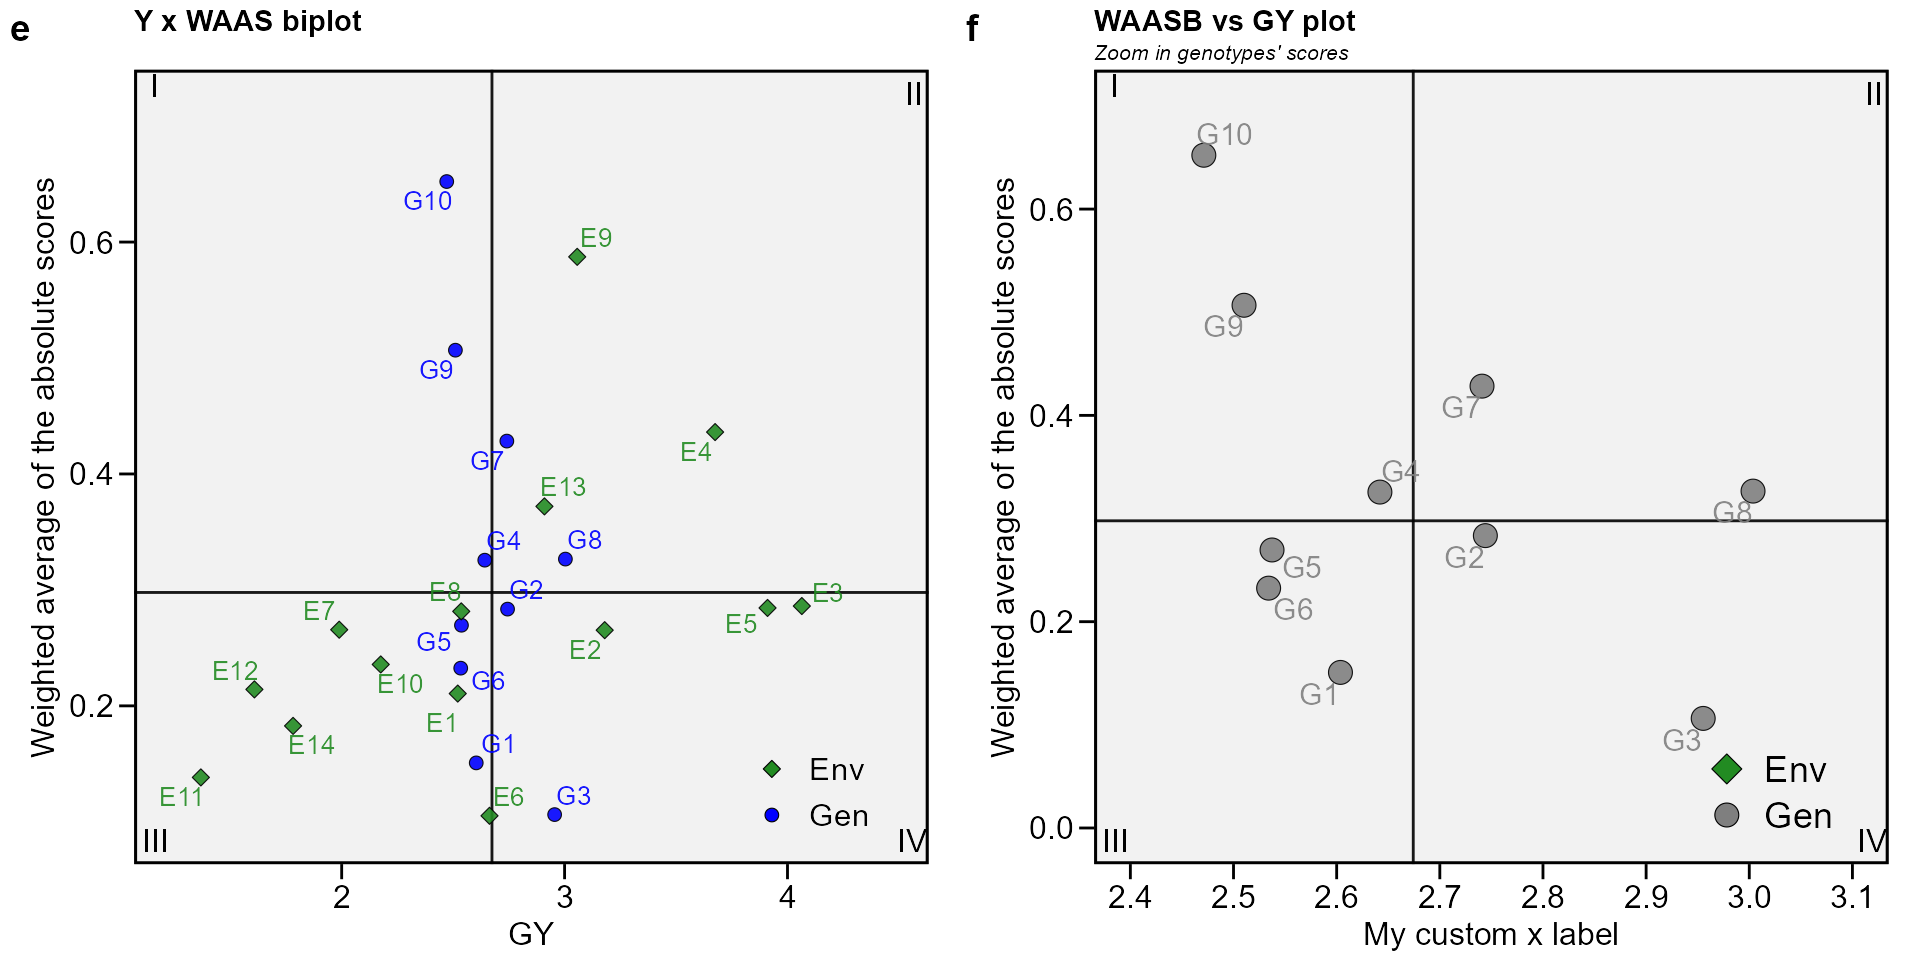 e
Y x WAAS biplot
I
II
III
IV
Weighted average of the absolute scores
0.6
0.4
0.2
G10
E9
G9
E4
G7
E13
G4
G8
E8
G2
E3
E7
E5
G5
E2
E12
E10
G6
E1
E14
G1
E11
E6
G3
Env
Gen
2
3
4
GY
f
WAASB vs GY plot
Zoom in genotypes' scores
I
II
III
IV
Weighted average of the absolute scores
0.6
0.4
0.2
0.0
G10
G9
G7
G4
G8
G2
G5
G6
G1
G3
Env
Gen
2.4
2.5
2.6
2.7
2.8
2.9
3.0
3.1
My custom x label